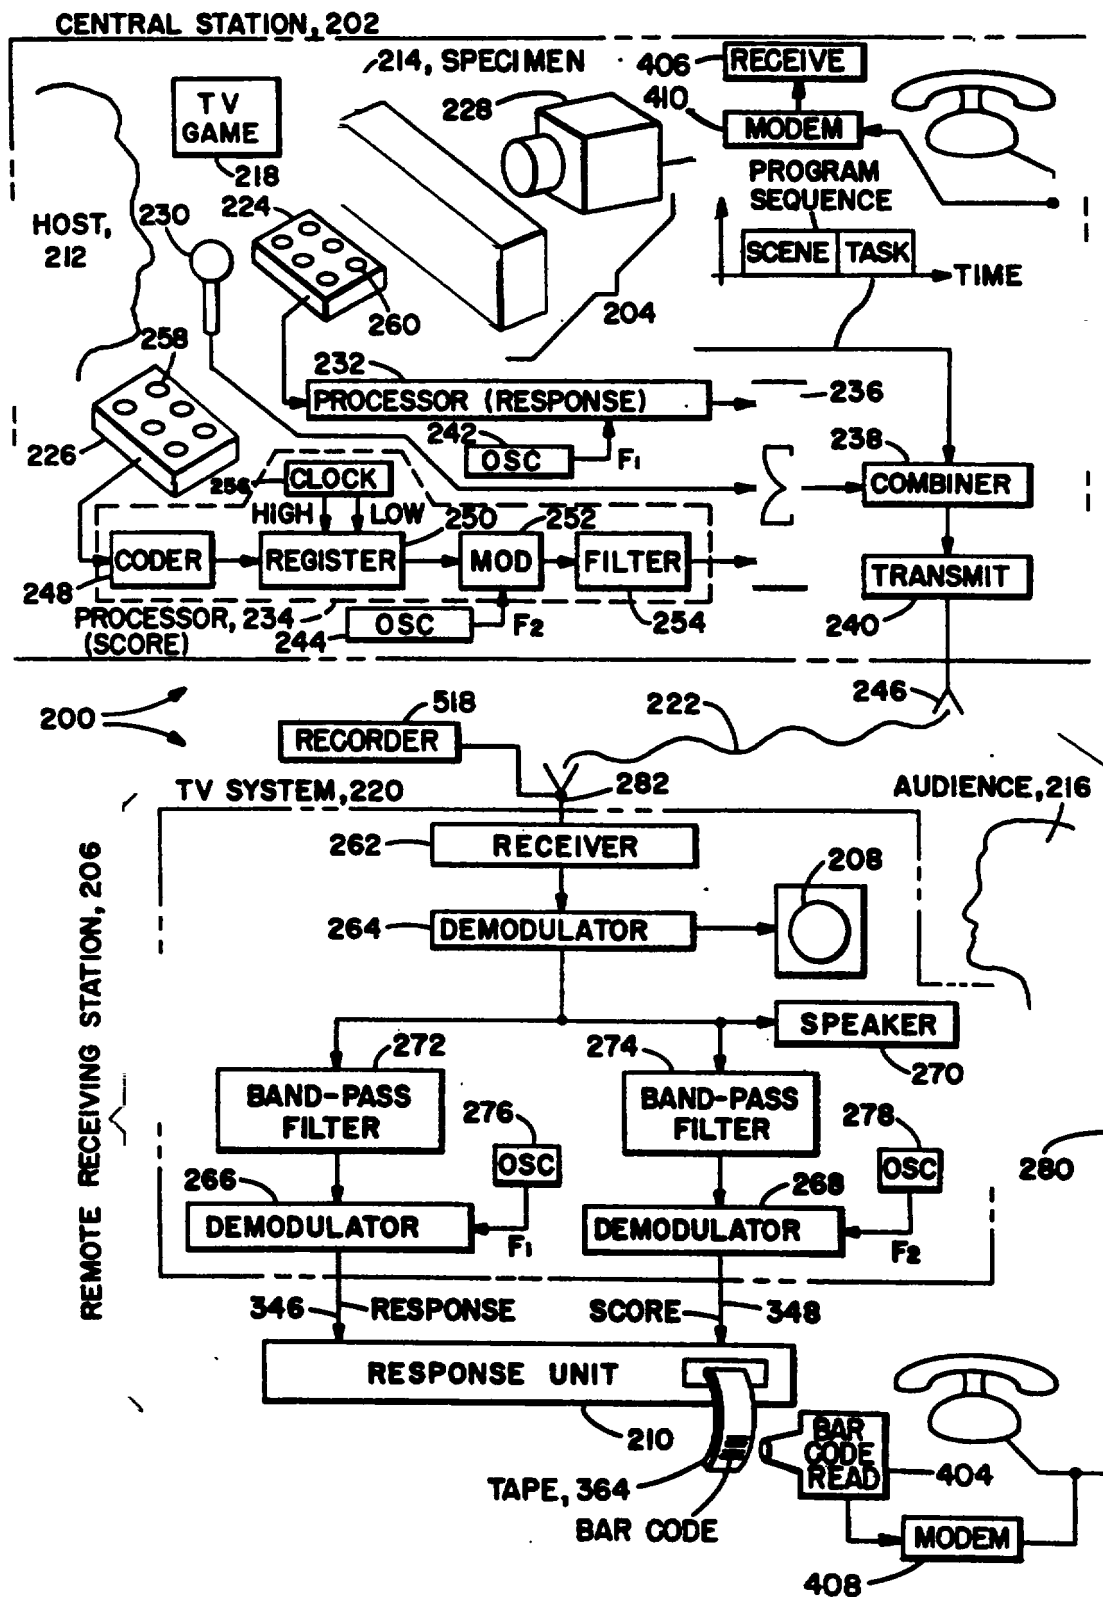 CENTRAL STATION, 202
214, SPECIMEN
406
RECEIVE
410
MODEM
228
TV
GAME
218
PROGRAM
SEQUENCE
SCENE
TASK
TIME
HOST,
212
230
224
260
204
258
226
232
PROCESSOR (RESPONSE)
236
242
OSC
F1
238
COMBINER
256
CLOCK
HIGH
LOW
250
252
CODER
REGISTER
MOD
FILTER
TRANSMIT
248
PROCESSOR, 234
(SCORE)
244
OSC
F2
254
240
246
200
518
RECORDER
222
282
TV SYSTEM, 220
AUDIENCE, 216
262
RECEIVER
208
264
DEMODULATOR
REMOTE RECEIVING STATION, 206
SPEAKER
270
272
BAND-PASS
FILTER
274
BAND-PASS
FILTER
276
OSC
278
OSC
280
266
DEMODULATOR
F1
268
DEMODULATOR
F2
346
RESPONSE
SCORE
348
RESPONSE UNIT
210
TAPE, 364
BAR CODE
BAR
CODE
READ
404
MODEM
408